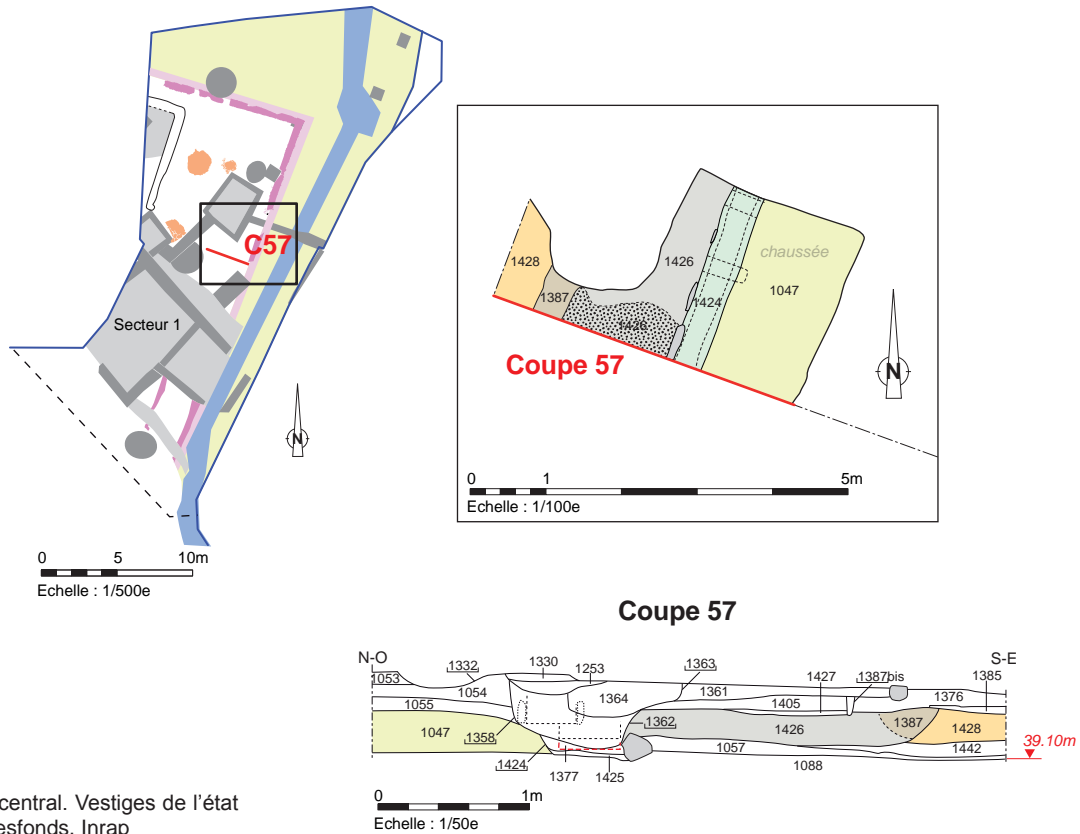 C57
Secteur 1
N
0 5 10m
Echelle : 1/500e
chaussée
1428
1426
1387
1424
1047
1426
Coupe 57
N
0 1 5m
Echelle : 1/100e
Coupe 57
N-O
S-E
1332
1330
1253
1363
1427
1387bis
1385
1053
1054
1364
1361
1405
1376
1055
1047
1358
1362
1426
1387
1428
1424
1377
1425
1057
1088
1442
39.10m
0 1m
Echelle : 1/50e
central. Vestiges de l’état
esfonds, Inrap